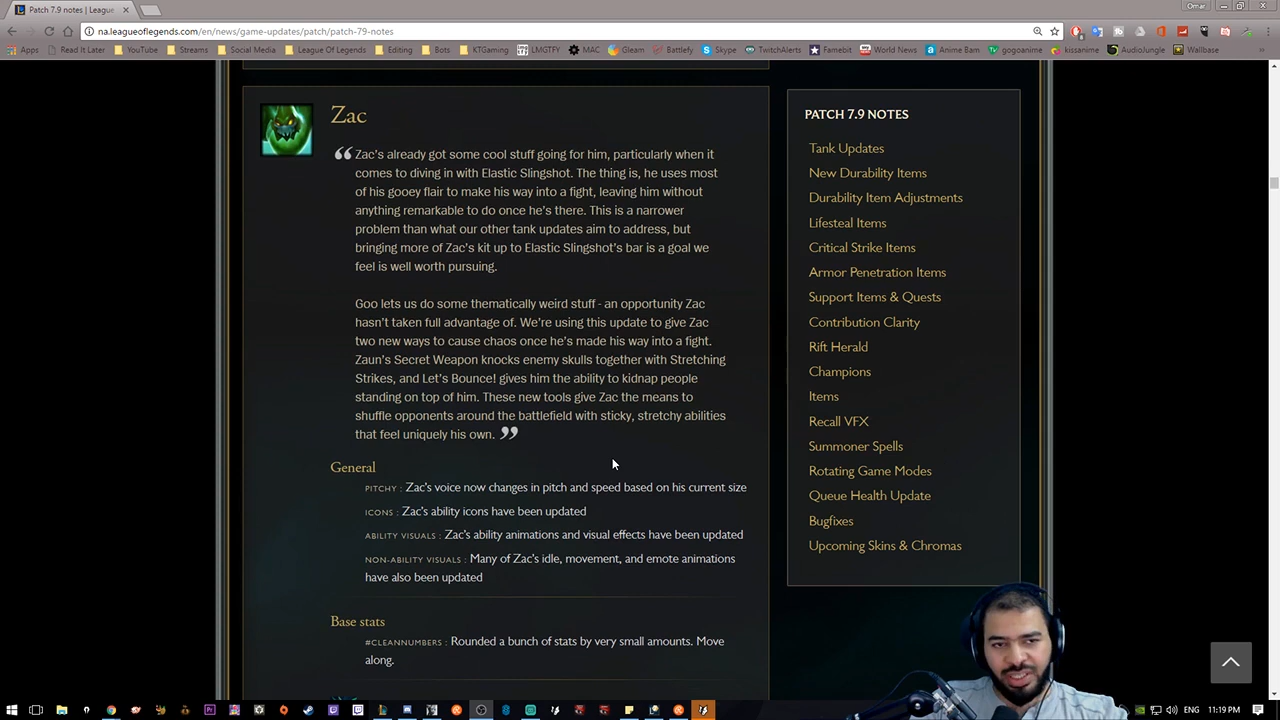 Patch 7.9 notes | League
Omar
na.leagueoflegends.com/en/news/game-updates/patch/patch-79-notes
Apps Read It Later YouTube Streams Social Media League Of Legends Editing Bots KTGaming LMGTFY MAC Gleam Battlefy Skype TwitchAlerts Famebit World News Anime Bam gogoanime kissanime AudioJungle Wallbase
Zac
“ Zac's already got some cool stuff going for him, particularly when it
comes to diving in with Elastic Slingshot. The thing is, he uses most
of his gooey flair to make his way into a fight, leaving him without
anything remarkable to do once he's there. This is a narrower
problem than what our other tank updates aim to address, but
bringing more of Zac's kit up to Elastic Slingshot's bar is a goal we
feel is well worth pursuing.
Goo lets us do some thematically weird stuff - an opportunity Zac
hasn't taken full advantage of. We're using this update to give Zac
two new ways to cause chaos once he's made his way into a fight.
Zaun's Secret Weapon knocks enemy skulls together with Stretching
Strikes, and Let's Bounce! gives him the ability to kidnap people
standing on top of him. These new tools give Zac the means to
shuffle opponents around the battlefield with sticky, stretchy abilities
that feel uniquely his own. ”
General
PITCHY : Zac's voice now changes in pitch and speed based on his current size
ICONS : Zac's ability icons have been updated
ABILITY VISUALS : Zac's ability animations and visual effects have been updated
NON-ABILITY VISUALS : Many of Zac's idle, movement, and emote animations
have also been updated
Base stats
#CLEANNUMBERS : Rounded a bunch of stats by very small amounts. Move
along.
PATCH 7.9 NOTES
Tank Updates
New Durability Items
Durability Item Adjustments
Lifesteal Items
Critical Strike Items
Armor Penetration Items
Support Items & Quests
Contribution Clarity
Rift Herald
Champions
Items
Recall VFX
Summoner Spells
Rotating Game Modes
Queue Health Update
Bugfixes
Upcoming Skins & Chromas
ENG 11:19 PM